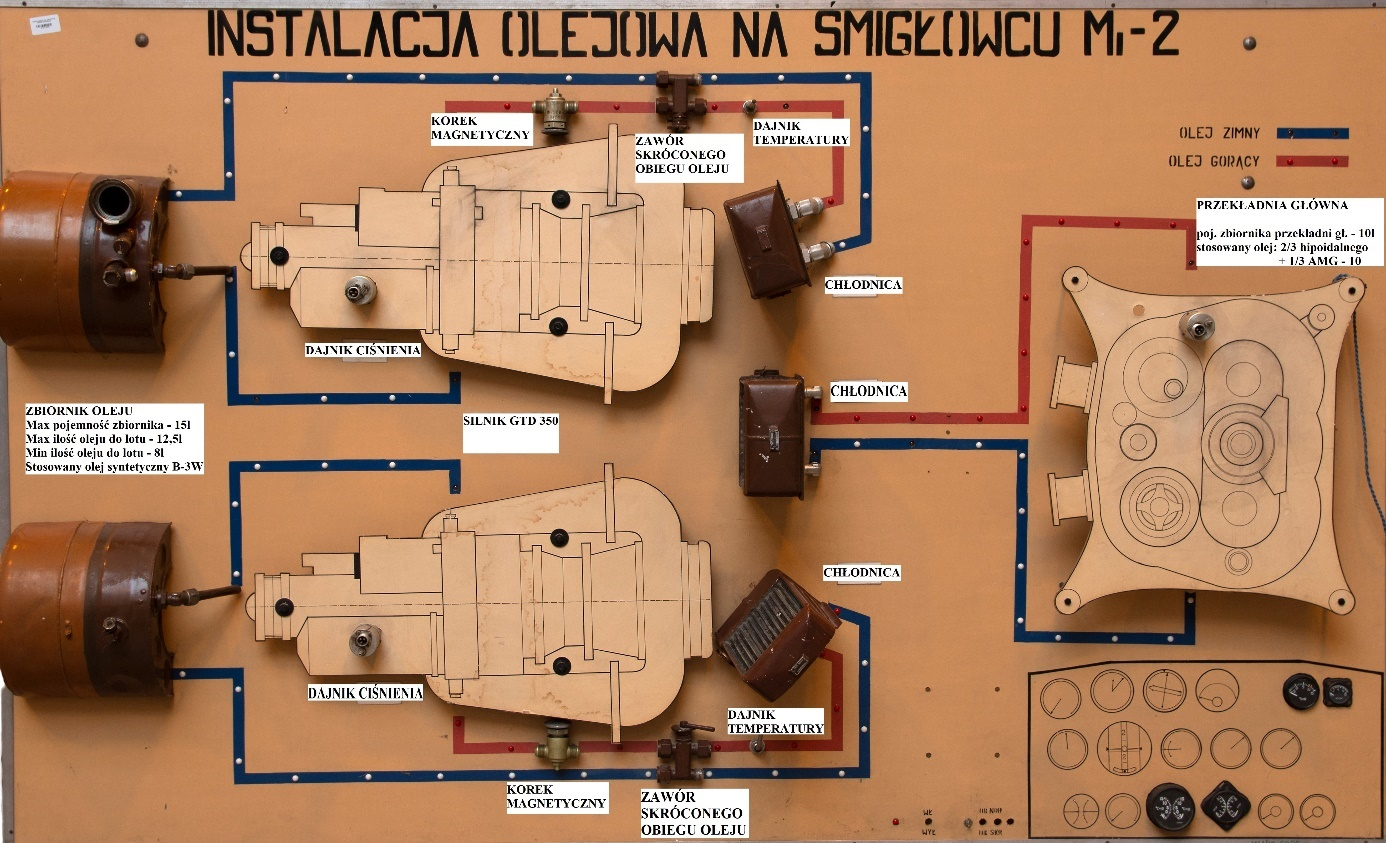 INSTALACJA OLEJOWA NA ŚMIGŁOWCU Mi-2
KOREK
MAGNETYCZNY
ZAWÓR
SKRÓCONEGO
OBIEGU OLEJU
DAJNIK
TEMPERATURY
OLEJ ZIMNY
OLEJ GORĄCY
PRZEKŁADNIA GŁÓWNA
poj. zbiornika przekładni gł. - 10l
stosowany olej: 2/3 hipoidalnego
+ 1/3 AMG - 10
CHŁODNICA
DAJNIK CIŚNIENIA
CHŁODNICA
ZBIORNIK OLEJU
Max pojemność zbiornika - 15l
Max ilość oleju do lotu - 12,5l
Min ilość oleju do lotu - 8l
Stosowany olej syntetyczny B-3W
SILNIK GTD 350
CHŁODNICA
DAJNIK CIŚNIENIA
DAJNIK
TEMPERATURY
KOREK
MAGNETYCZNY
ZAWÓR
SKRÓCONEGO
OBIEGU OLEJU
WŁ
WYŁ